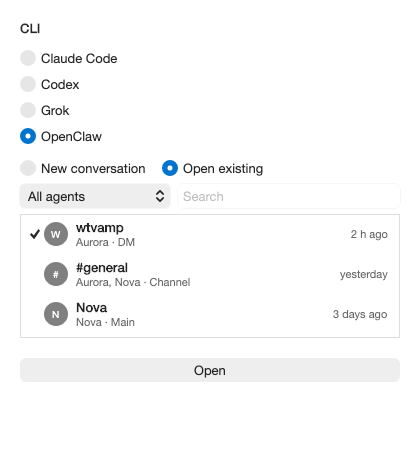 CLI
Claude Code
Codex
Grok
OpenClaw
New conversation Open existing
All agents Search
W wtvamp 2 h ago
Aurora · DM
# #general yesterday
Aurora, Nova · Channel
N Nova 3 days ago
Nova · Main
Open